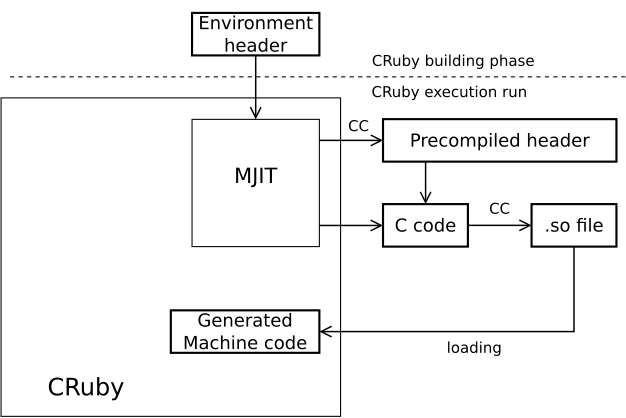 Environment
header
CRuby building phase
CRuby execution run
CC
Precompiled header
MJIT
CC
C code
.so file
Generated
Machine code
loading
CRuby